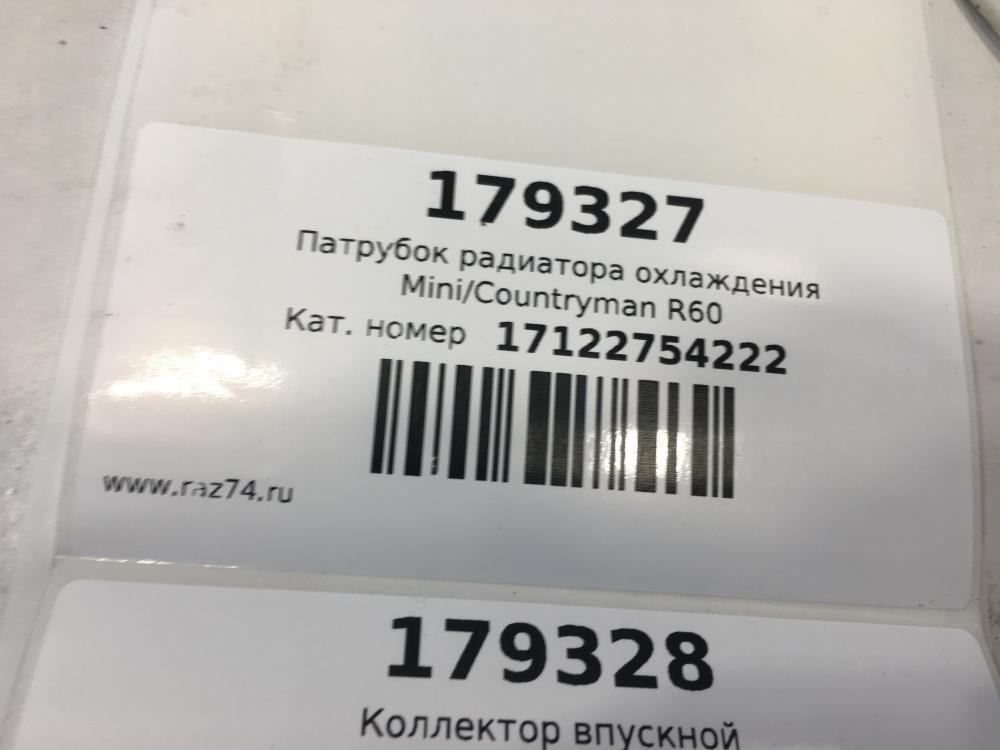 179327
Патрубок радиатора охлаждения
Mini/Countryman R60
Кат. номер 17122754222
www.raz74.ru
179328
Коллектор впускной